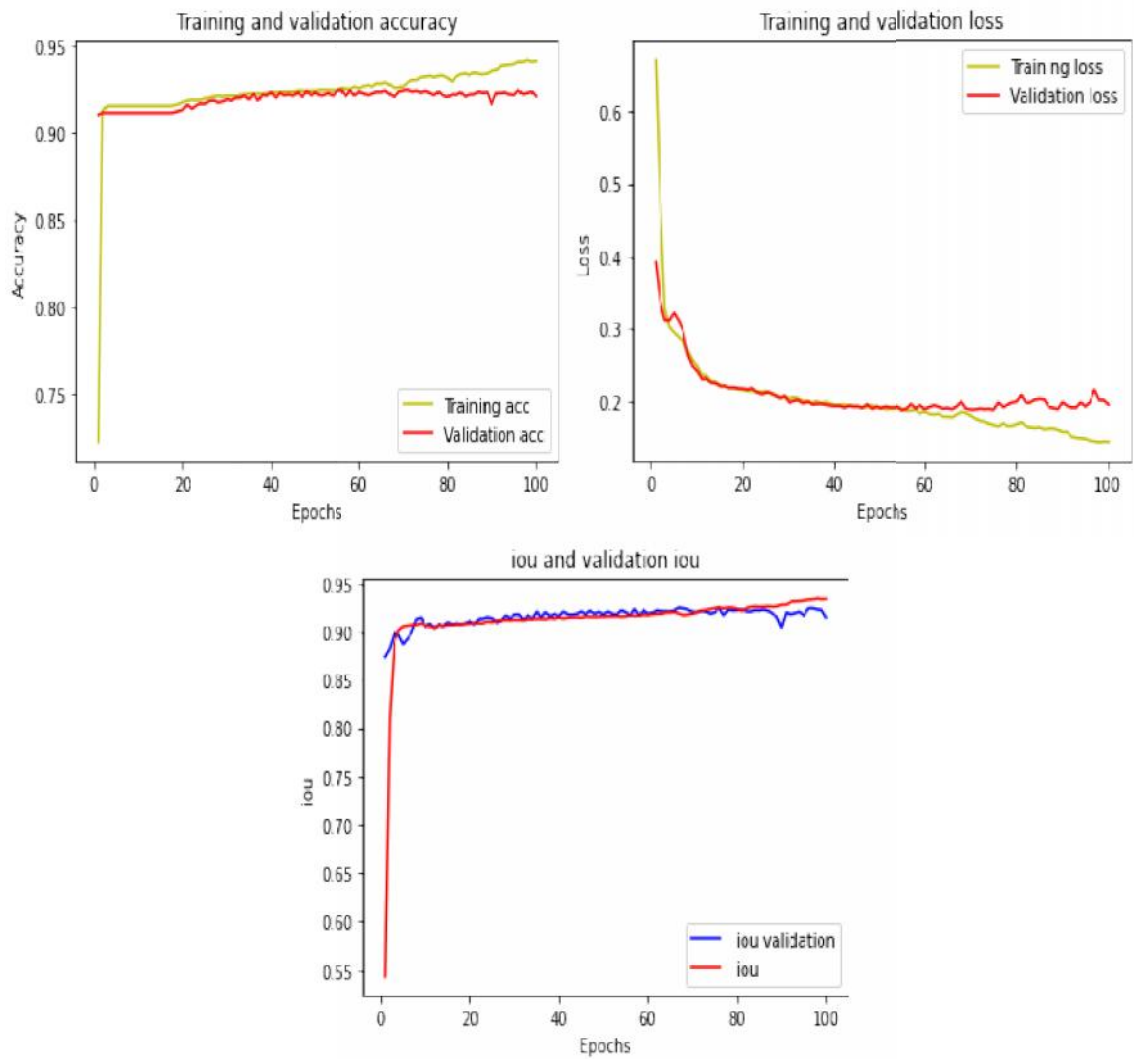 Training and validation accuracy
0.95
0.90
0.85
0.80
0.75
Accuracy
Training acc
Validation acc
0 20 40 60 80 100
Epochs
Training and validation loss
0.6
0.5
0.4
0.3
0.2
Loss
Training loss
Validation loss
0 20 40 60 80 100
Epochs
iou and validation iou
0.95
0.90
0.85
0.80
0.75
0.70
0.65
0.60
0.55
iou
iou validation
iou
0 20 40 60 80 100
Epochs